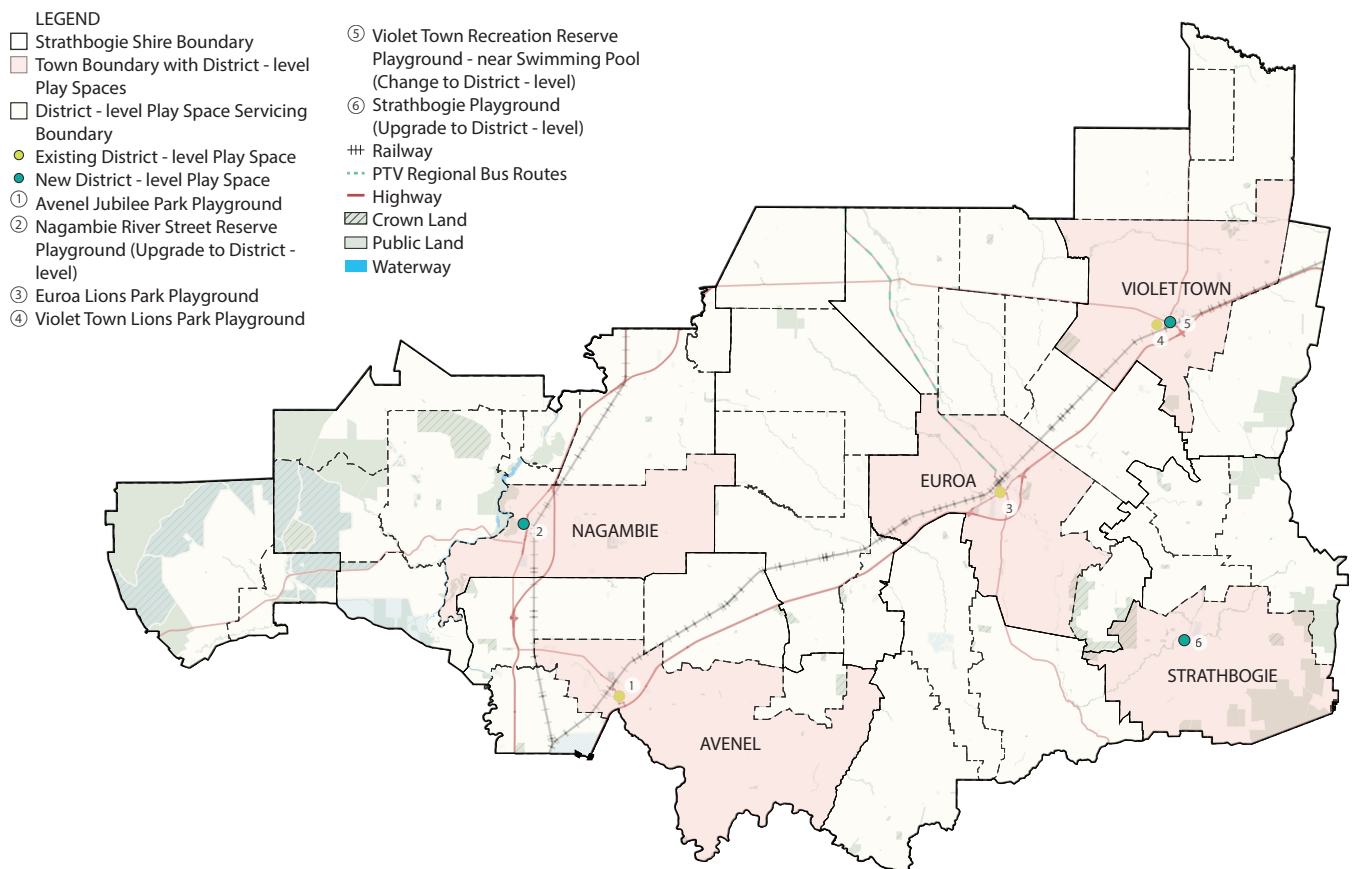 LEGEND
Strathbogie Shire Boundary
Town Boundary with District - level
Play Spaces
District - level Play Space Servicing
Boundary
Existing District - level Play Space
New District - level Play Space
1 Avenel Jubilee Park Playground
2 Nagambie River Street Reserve
Playground (Upgrade to District -
level)
3 Euroa Lions Park Playground
4 Violet Town Lions Park Playground
5 Violet Town Recreation Reserve
Playground - near Swimming Pool
(Change to District - level)
6 Strathbogie Playground
(Upgrade to District - level)
Railway
PTV Regional Bus Routes
Highway
Crown Land
Public Land
Waterway
VIOLET TOWN
5
4
EUROA
3
2
NAGAMBIE
6
STRATHBOGIE
1
AVENEL